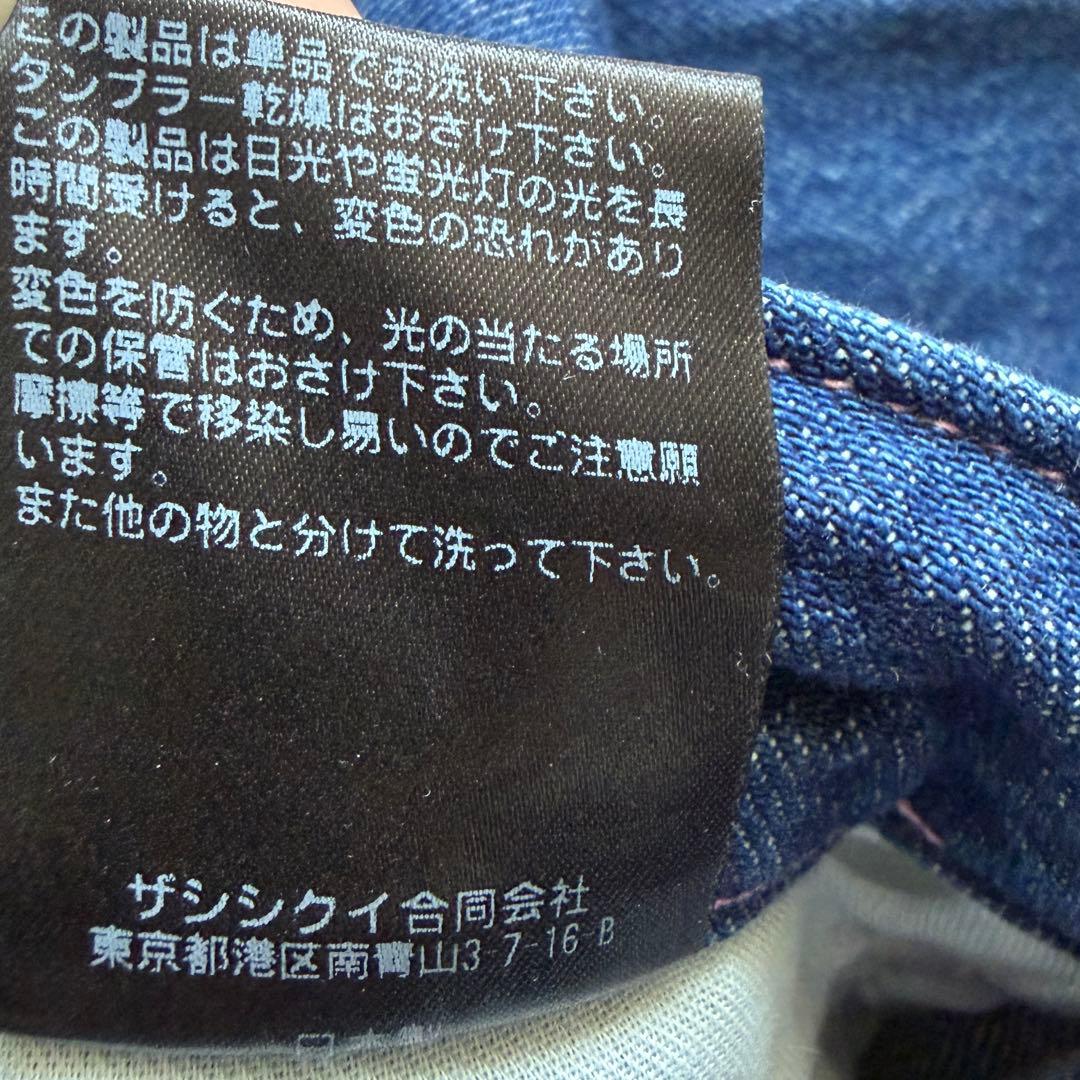 この製品は単品でお洗い下さい。
タンブラー乾燥はおさけ下さい。
この製品は日光や蛍光灯の光を長
時間受けると、変色の恐れがあり
ます。
変色を防ぐため、光の当たる場所
での保管はおさけ下さい。
摩擦等で移染し易いのでご注意願
います。
また他の物と分けて洗って下さい。
ザシシクイ合同会社
東京都港区南青山3-7-16 B